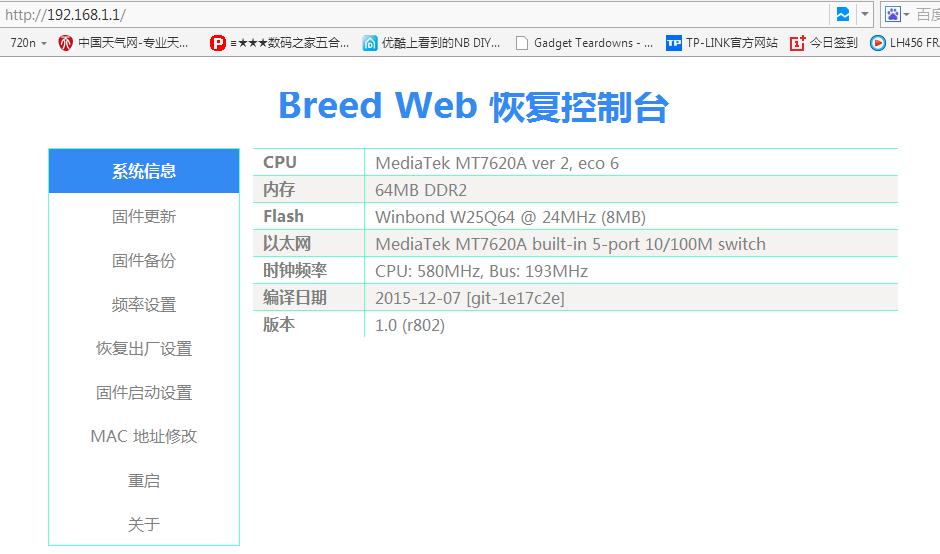 http://192.168.1.1/ 百度
720n 中国天气网-专业天... ≡★★★数码之家五合... 优酷上看到的NB DIY... Gadget Teardowns - ... TP-LINK官方网站 今日签到 LH456 FR
Breed Web 恢复控制台
系统信息
固件更新
固件备份
频率设置
恢复出厂设置
固件启动设置
MAC 地址修改
重启
关于
CPU MediaTek MT7620A ver 2, eco 6
内存 64MB DDR2
Flash Winbond W25Q64 @ 24MHz (8MB)
以太网 MediaTek MT7620A built-in 5-port 10/100M switch
时钟频率 CPU: 580MHz, Bus: 193MHz
编译日期 2015-12-07 [git-1e17c2e]
版本 1.0 (r802)